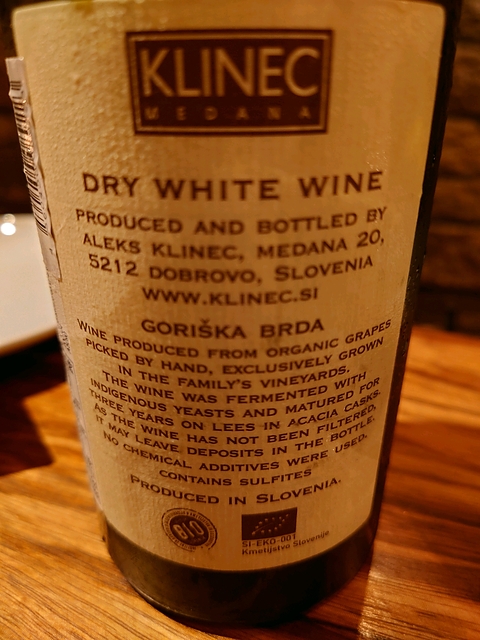 KLINEC
MEDANA
DRY WHITE WINE
PRODUCED AND BOTTLED BY
ALEKS KLINEC, MEDANA 20,
5212 DOBROVO, SLOVENIA
WWW.KLINEC.SI
GORIŠKA BRDA
WINE PRODUCED FROM ORGANIC GRAPES
PICKED BY HAND, EXCLUSIVELY GROWN
IN THE FAMILY'S VINEYARDS,
THE WINE WAS FERMENTED WITH
INDIGENOUS YEASTS AND MATURED FOR
THREE YEARS ON LEES IN ACACIA CASKS.
AS THE WINE HAS NOT BEEN FILTERED,
IT MAY LEAVE DEPOSITS IN THE BOTTLE.
NO CHEMICAL ADDITIVES WERE USED.
CONTAINS SULFITES
PRODUCED IN SLOVENIA.
BIO
SI-EKO-001
Kmetijstvo Slovenije